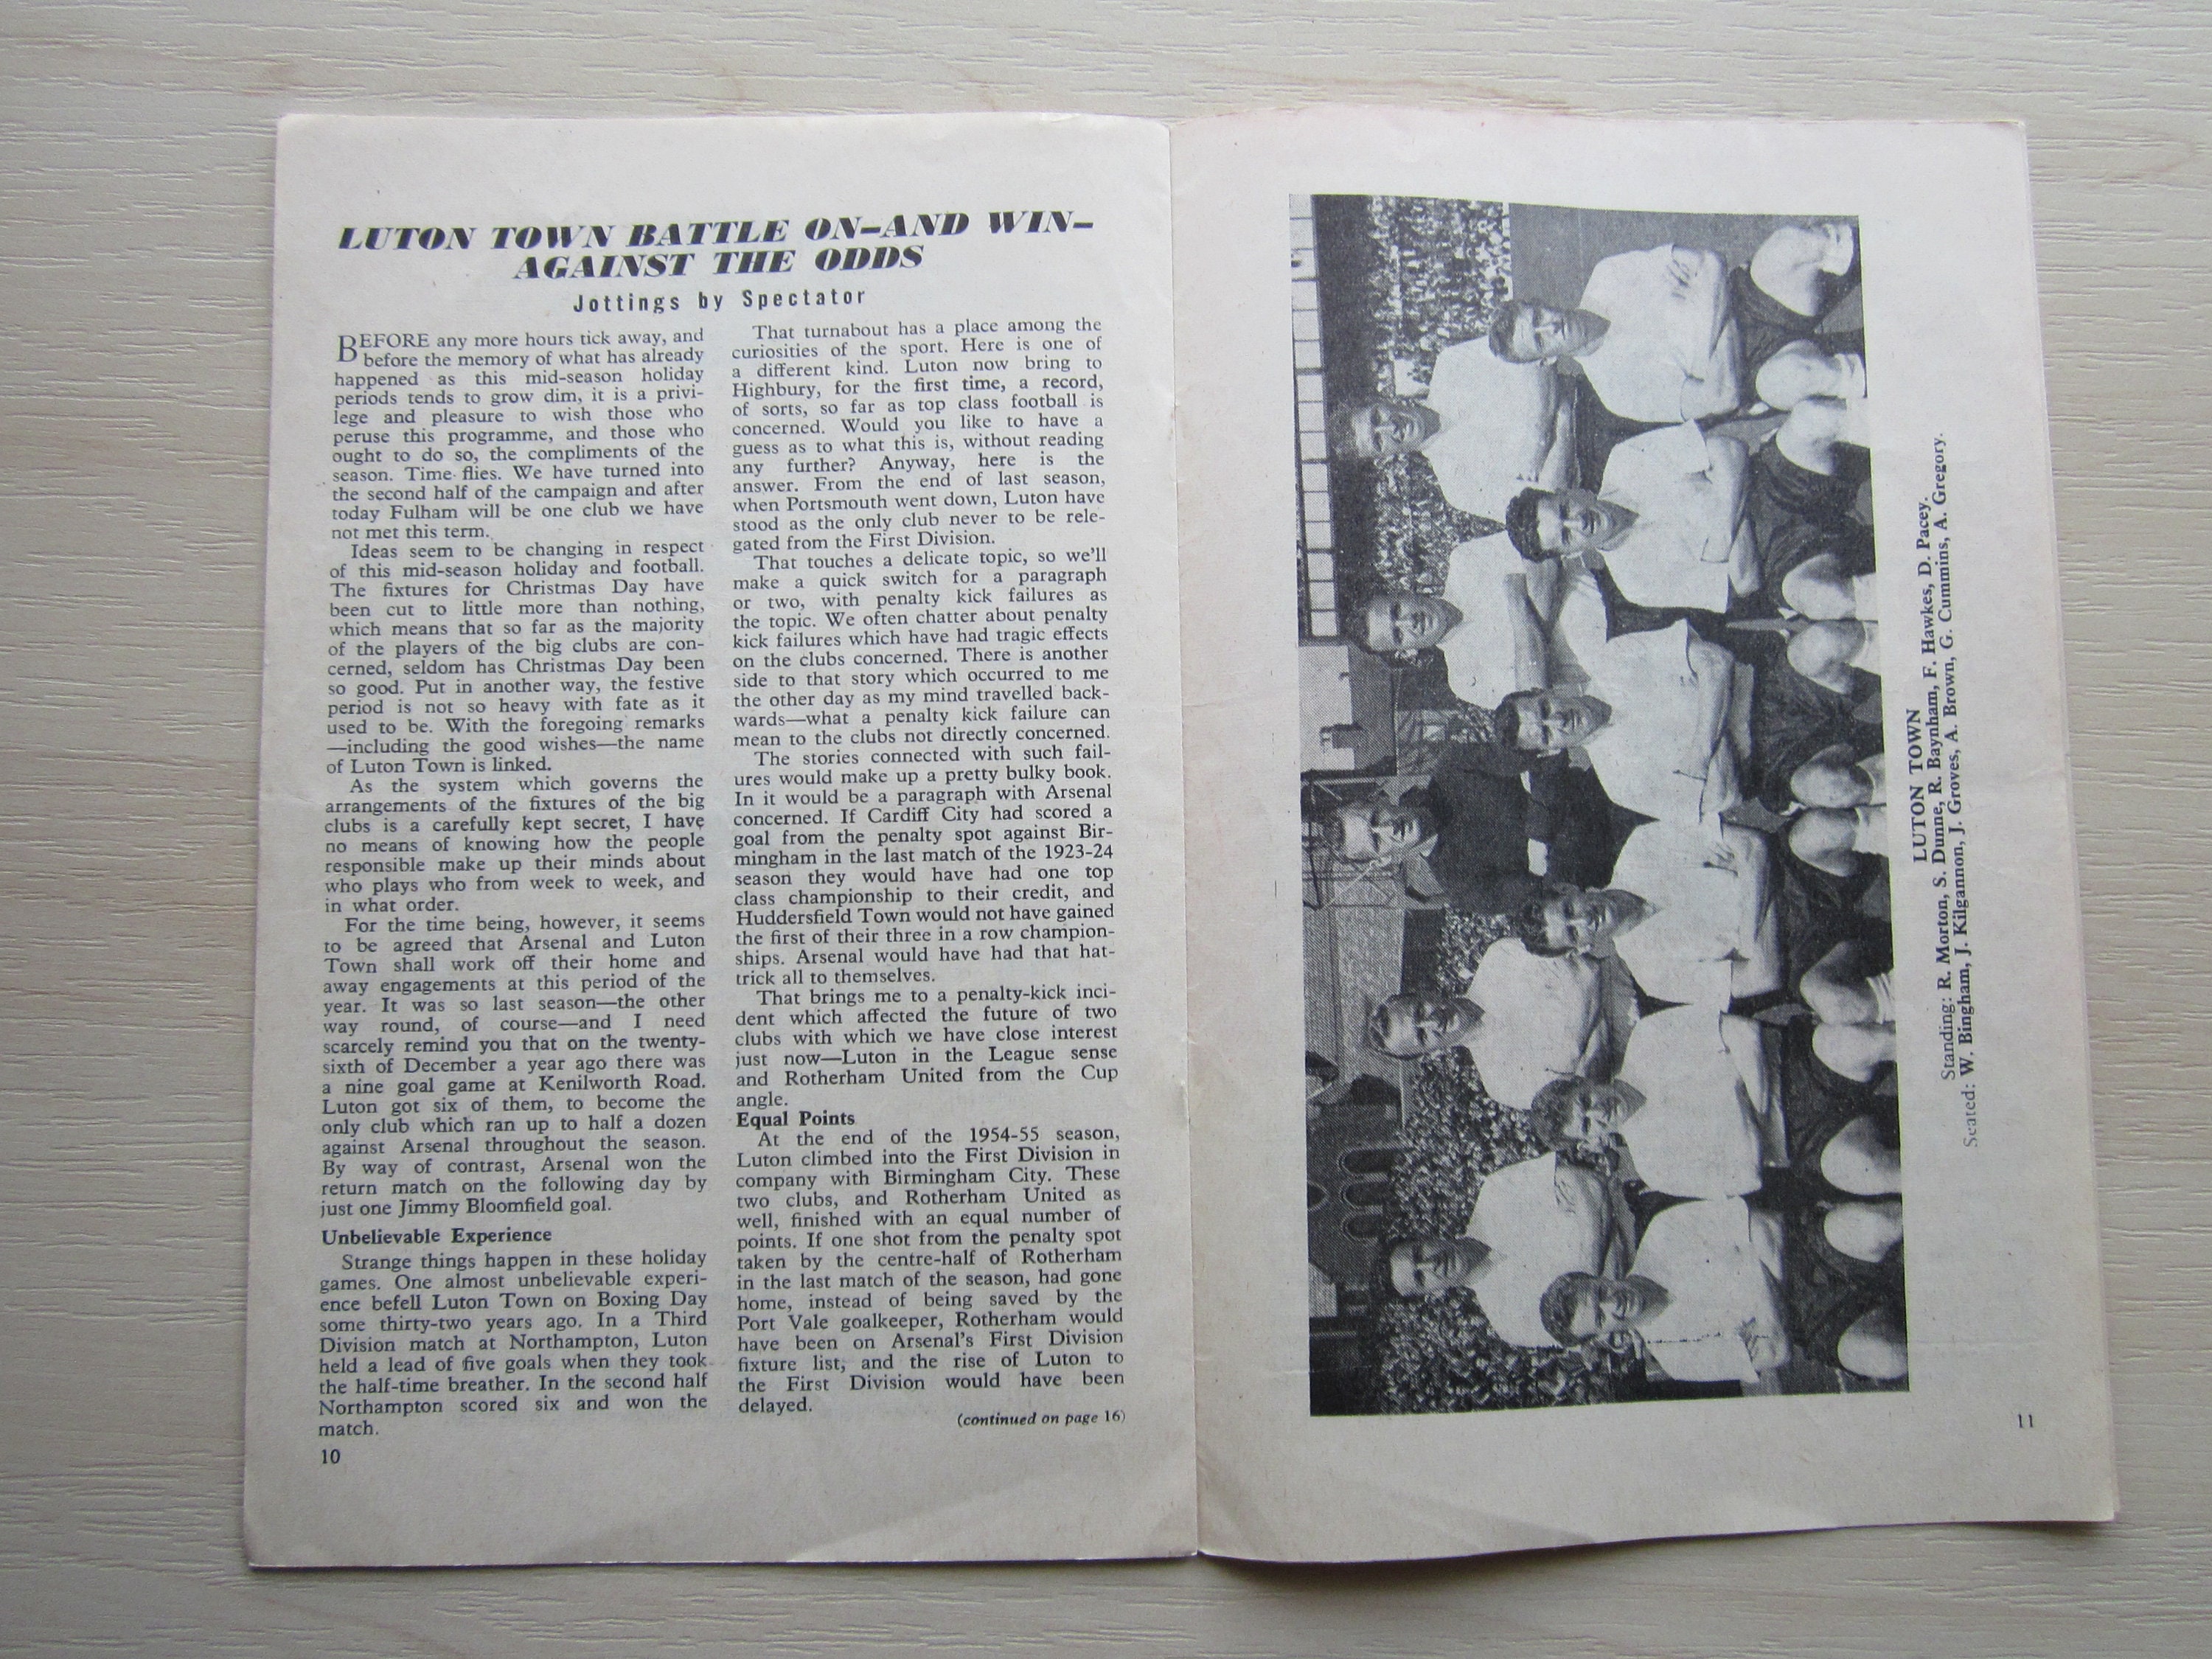 LUTON TOWN BATTLE ON—AND WIN—
AGAINST THE ODDS
Jottings by Spectator
BEFORE any more hours tick away, and
before the memory of what has already
happened as this mid-season holiday
periods tends to grow dim, it is a privi-
lege and pleasure to wish those who
peruse this programme, and those who
ought to do so, the compliments of the
season. Time flies. We have turned into
the second half of the campaign and after
today Fulham will be one club we have
not met this term.
Ideas seem to be changing in respect
of this mid-season holiday and football.
The fixtures for Christmas Day have
been cut to little more than nothing,
which means that so far as the majority
of the players of the big clubs are con-
cerned, seldom has Christmas Day been
so good. Put in another way, the festive
period is not so heavy with fate as it
used to be. With the foregoing remarks
—including the good wishes—the name
of Luton Town is linked.
As the system which governs the
arrangements of the fixtures of the big
clubs is a carefully kept secret, I have
no means of knowing how the people
responsible make up their minds about
who plays who from week to week, and
in what order.
For the time being, however, it seems
to be agreed that Arsenal and Luton
Town shall work off their home and
away engagements at this period of the
year. It was so last season—the other
way round, of course—and I need
scarcely remind you that on the twenty-
sixth of December a year ago there was
a nine goal game at Kenilworth Road.
Luton got six of them, to become the
only club which ran up to half a dozen
against Arsenal throughout the season.
By way of contrast, Arsenal won the
return match on the following day by
just one Jimmy Bloomfield goal.
Unbelievable Experience
Strange things happen in these holiday
games. One almost unbelievable experi-
ence befell Luton Town on Boxing Day
some thirty-two years ago. In a Third
Division match at Northampton, Luton
held a lead of five goals when they took
the half-time breather. In the second half
Northampton scored six and won the
match.
10
That turnabout has a place among the
curiosities of the sport. Here is one of
a different kind. Luton now bring to
Highbury, for the first time, a record,
of sorts, so far as top class football is
concerned. Would you like to have a
guess as to what this is, without reading
any further? Anyway, here is the
answer. From the end of last season,
when Portsmouth went down, Luton have
stood as the only club never to be rele-
gated from the First Division.
That touches a delicate topic, so we'll
make a quick switch for a paragraph
or two, with penalty kick failures as
the topic. We often chatter about penalty
kick failures which have had tragic effects
on the clubs concerned. There is another
side to that story which occurred to me
the other day as my mind travelled back-
wards—what a penalty kick failure can
mean to the clubs not directly concerned.
The stories connected with such fail-
ures would make up a pretty bulky book.
In it would be a paragraph with Arsenal
concerned. If Cardiff City had scored a
goal from the penalty spot against Bir-
mingham in the last match of the 1923-24
season they would have had one top
class championship to their credit, and
Huddersfield Town would not have gained
the first of their three in a row champion-
ships. Arsenal would have had that hat-
trick all to themselves.
That brings me to a penalty-kick inci-
dent which affected the future of two
clubs with which we have close interest
just now—Luton in the League sense
and Rotherham United from the Cup
angle.
Equal Points
At the end of the 1954-55 season,
Luton climbed into the First Division in
company with Birmingham City. These
two clubs, and Rotherham United as
well, finished with an equal number of
points. If one shot from the penalty spot
taken by the centre-half of Rotherham
in the last match of the season, had gone
home, instead of being saved by the
Port Vale goalkeeper, Rotherham would
have been on Arsenal's First Division
fixture list, and the rise of Luton to
the First Division would have been
delayed.
(continued on page 16)
LUTON TOWN
Standing: R. Morton, S. Dunne, R. Baynham, F. Hawkes, D. Pacey.
Seated: W. Bingham, J. Kilgannon, J. Groves, A. Brown, G. Cummins, A. Gregory.
11